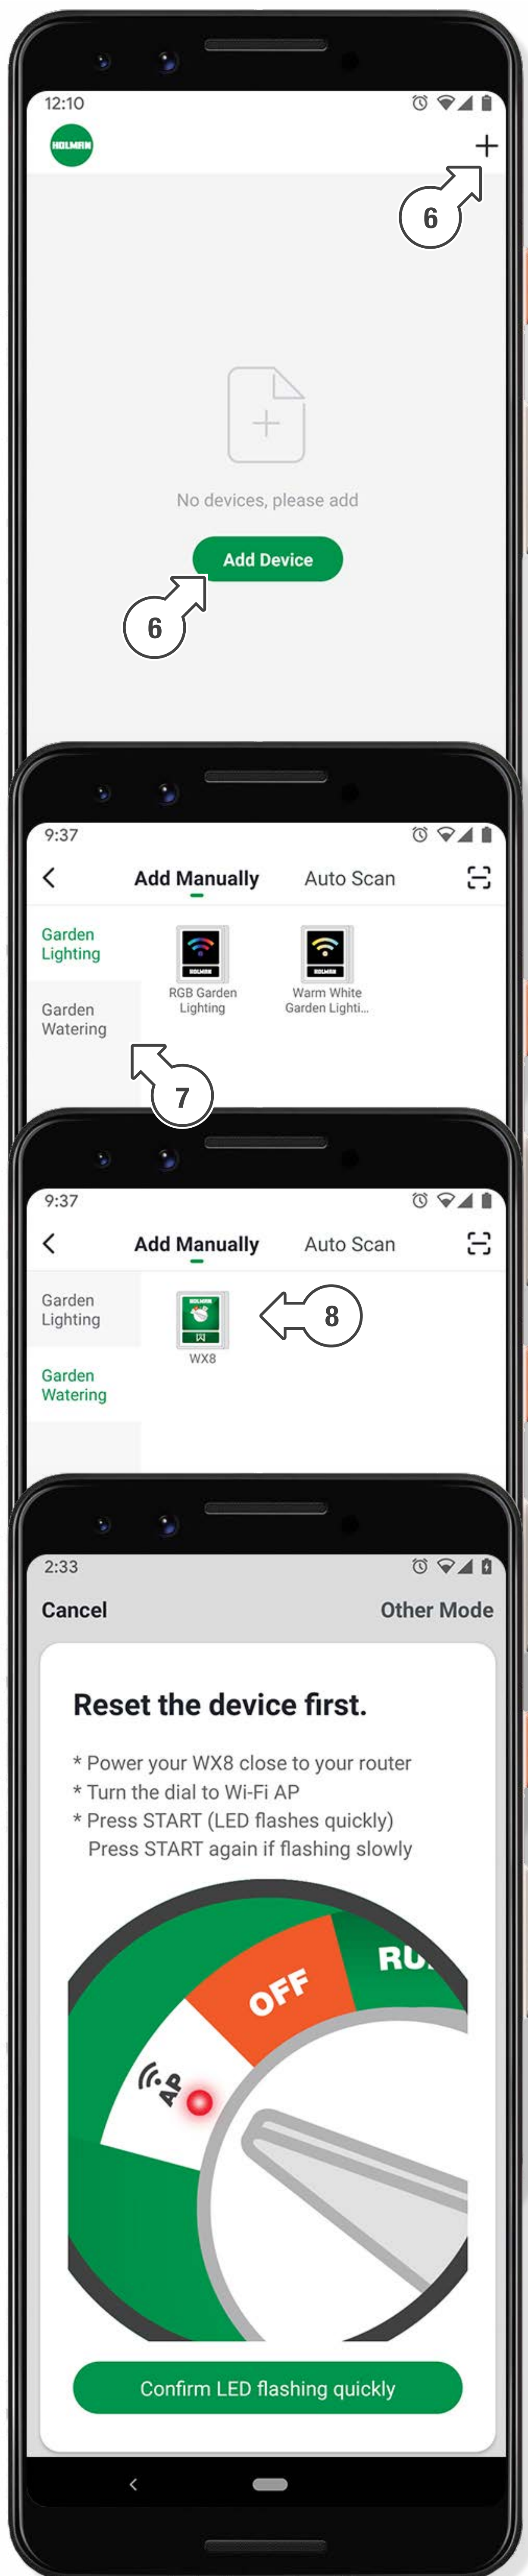 12:10
HOLMAN
6
No devices, please add
Add Device
6
9:37
Add Manually Auto Scan
Garden
Lighting
Garden
Watering
HOLMAN
HOLMAN
RGB Garden
Lighting
Warm White
Garden Lighti...
7
9:37
Add Manually Auto Scan
Garden
Lighting
Garden
Watering
HOLMAN
WX8
8
2:33
Cancel Other Mode
Reset the device first.
* Power your WX8 close to your router
* Turn the dial to Wi-Fi AP
* Press START (LED flashes quickly)
Press START again if flashing slowly
AP
OFF
RU
Confirm LED flashing quickly